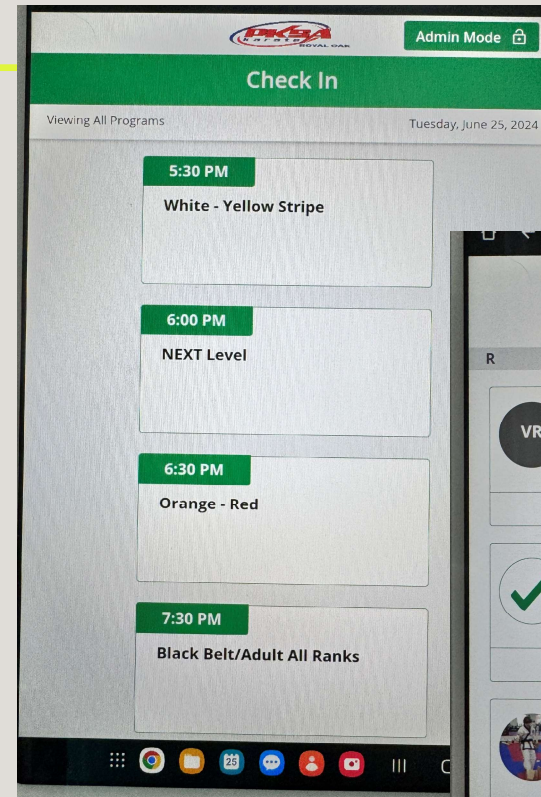 PKSA
karate
ROYAL OAK
Admin Mode
Check In
Viewing All Programs
Tuesday, June 25, 2024
5:30 PM
White - Yellow Stripe
6:00 PM
NEXT Level
R
VR
6:30 PM
Orange - Red
7:30 PM
Black Belt/Adult All Ranks
25